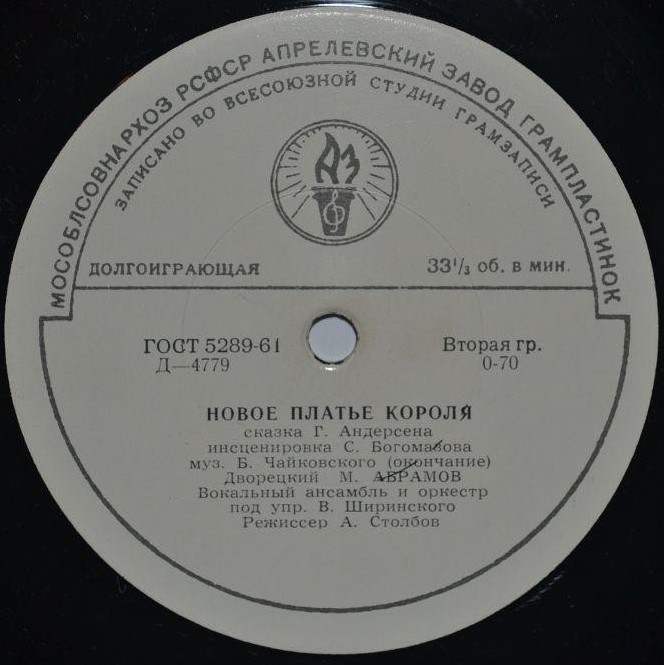 МОСОБЛСОВНАРХОЗ РСФСР АПРЕЛЕВСКИЙ ЗАВОД ГРАМПЛАСТИНОК
ЗАПИСАНО ВО ВСЕСОЮЗНОЙ СТУДИИ ГРАМЗАПИСИ
АЗ
ДОЛГОИГРАЮЩАЯ 33⅓ об. в мин.
ГОСТ 5289-61 Вторая гр.
Д—4779 0-70
НОВОЕ ПЛАТЬЕ КОРОЛЯ
сказка Г. Андерсена
инсценировка С. Богомазова
муз. Б. Чайковского (окончание)
Дворецкий М. АБРАМОВ
Вокальный ансамбль и оркестр
под упр. В. Ширинского
Режиссер А. Столбов